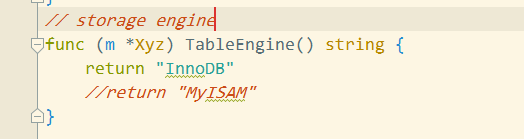 // storage engine
func (m *Xyz) TableEngine() string {
    return "InnoDB"
    //return "MyISAM"
}